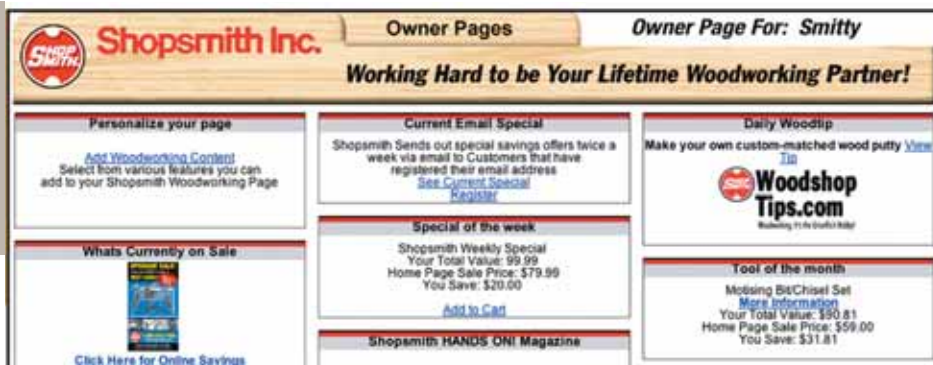 SHOP
SMITH
Shopsmith Inc.
Owner Pages
Owner Page For: Smitty
Working Hard to be Your Lifetime Woodworking Partner!
Personalize your page
Add Woodworking Content
Select from various features you can
add to your Shopsmith Woodworking Page
Whats Currently on Sale
Click Here for Online Savings
Current Email Special
Shopsmith Sends out special savings offers twice a
week via email to Customers that have
registered their email address
See Current Special
Register
Special of the week
Shopsmith Weekly Special
Your Total Value: 99.99
Home Page Sale Price: $79.99
You Save: $20.00
Add to Cart
Shopsmith HANDS ON! Magazine
Daily Woodtip
Make your own custom-matched wood putty View
Tip
Woodshop
Tips.com
Tool of the month
Motising Bit/Chisel Set
More Information
Your Total Value: $90.81
Home Page Sale Price: $59.00
You Save: $31.81